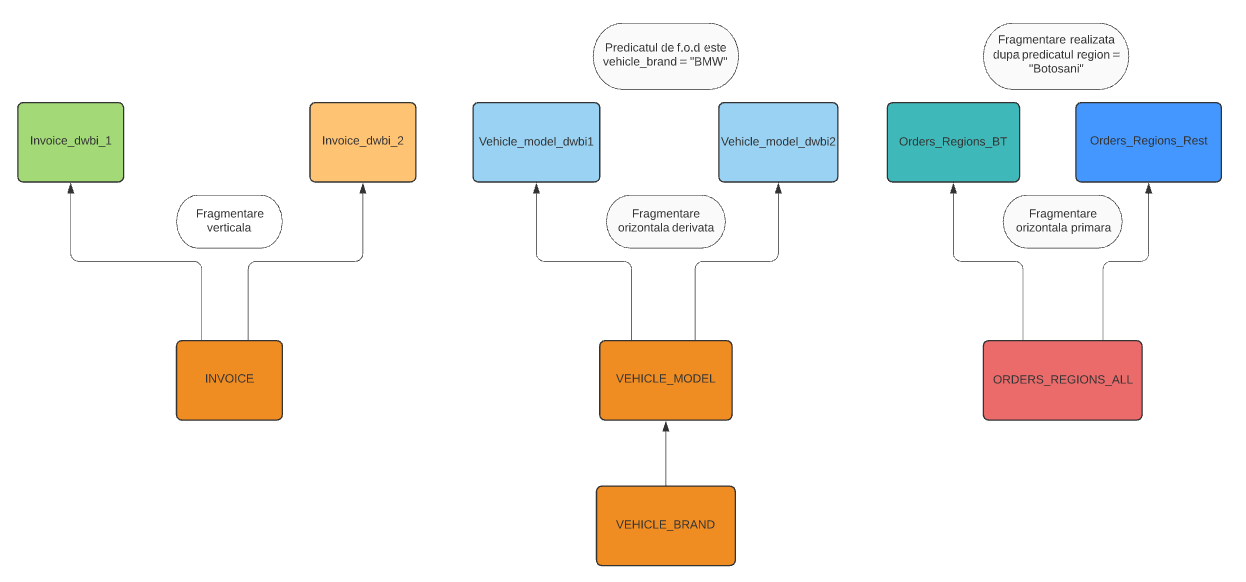 Predicatul de f.o.d este
vehicle_brand = "BMW"
Fragmentare realizata
dupa predicatul region =
"Botosani"
Invoice_dwbi_1
Invoice_dwbi_2
Vehicle_model_dwbi1
Vehicle_model_dwbi2
Orders_Regions_BT
Orders_Regions_Rest
Fragmentare
verticala
Fragmentare
orizontala derivata
Fragmentare
orizontala primara
INVOICE
VEHICLE_MODEL
ORDERS_REGIONS_ALL
VEHICLE_BRAND